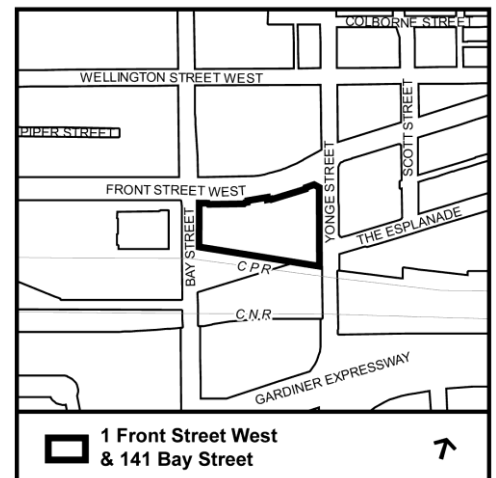 COLBORNE STREET
WELLINGTON STREET WEST
PIPER STREET
SCOTT STREET
YONGE STREET
FRONT STREET WEST
THE ESPLANADE
BAY STREET
C P R
C N R
GARDINER EXPRESSWAY
1 Front Street West
& 141 Bay Street